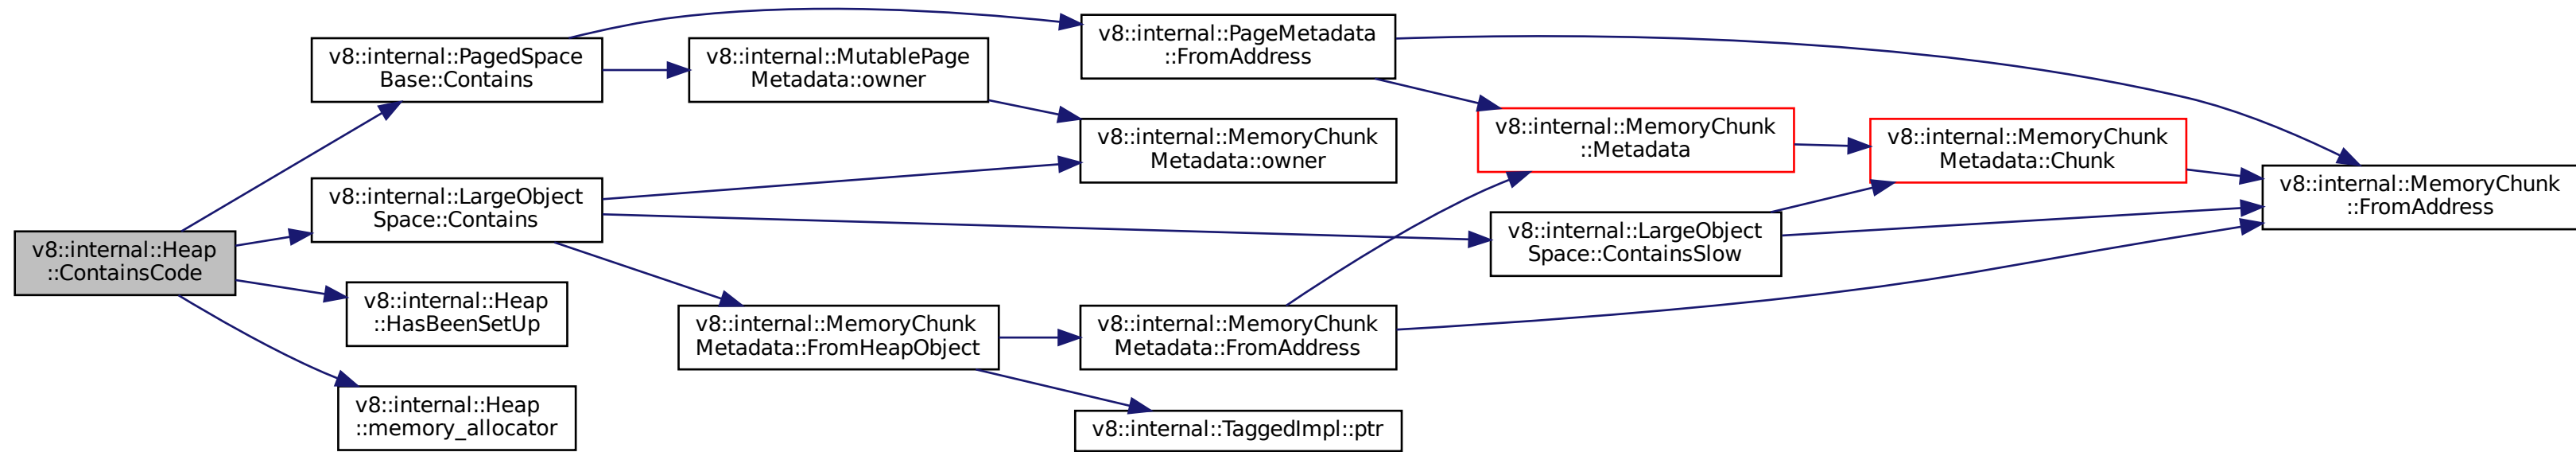 v8::internal::Heap
::ContainsCode
v8::internal::PagedSpace
Base::Contains
v8::internal::LargeObject
Space::Contains
v8::internal::Heap
::HasBeenSetUp
v8::internal::Heap
::memory_allocator
v8::internal::MutablePage
Metadata::owner
v8::internal::MemoryChunk
Metadata::FromHeapObject
v8::internal::PageMetadata
::FromAddress
v8::internal::MemoryChunk
Metadata::owner
v8::internal::MemoryChunk
Metadata::FromAddress
v8::internal::TaggedImpl::ptr
v8::internal::MemoryChunk
::Metadata
v8::internal::LargeObject
Space::ContainsSlow
v8::internal::MemoryChunk
Metadata::Chunk
v8::internal::MemoryChunk
::FromAddress